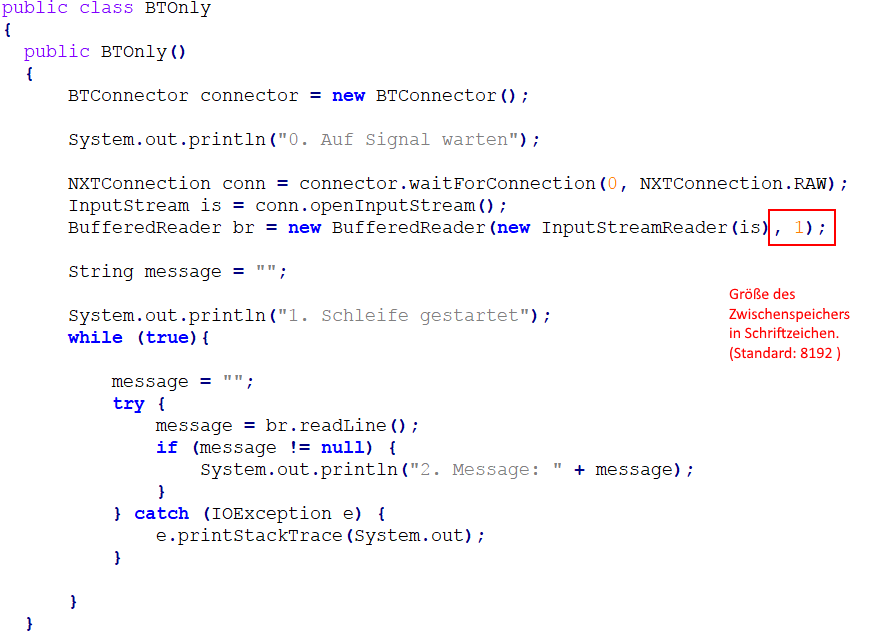 public class BTOnly
{
public BTOnly()
{
BTConnector connector = new BTConnector();
System.out.println("0. Auf Signal warten");
NXTConnection conn = connector.waitForConnection(0, NXTConnection.RAW);
InputStream is = conn.openInputStream();
BufferedReader br = new BufferedReader(new InputStreamReader(is), 1);
String message = "";
Größe des
Zwischenspeichers
in Schriftzeichen.
(Standard: 8192 )
System.out.println("1. Schleife gestartet");
while (true){
message = "";
try {
message = br.readLine();
if (message != null) {
System.out.println("2. Message: " + message);
}
} catch (IOException e) {
e.printStackTrace(System.out);
}
}
}